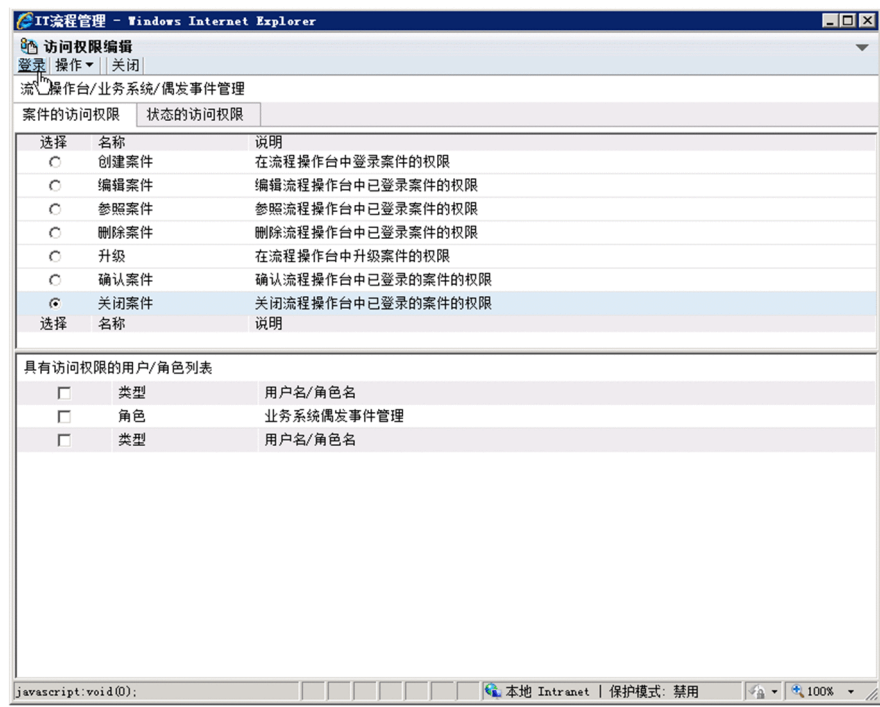 IT流程管理 - Windows Internet Explorer
访问权限编辑
登录 操作 关闭
流 操作台/业务系统/偶发事件管理
案件的访问权限 状态的访问权限
选择 名称 说明
创建案件 在流程操作台中登录案件的权限
编辑案件 编辑流程操作台中已登录案件的权限
参照案件 参照流程操作台中已登录案件的权限
删除案件 删除流程操作台中已登录案件的权限
升级 在流程操作台中升级案件的权限
确认案件 确认流程操作台中已登录的案件的权限
关闭案件 关闭流程操作台中已登录的案件的权限
选择 名称 说明
具有访问权限的用户/角色列表
类型 用户名/角色名
角色 业务系统偶发事件管理
类型 用户名/角色名
javascript:void(0); 本地 Intranet | 保护模式: 禁用 100%